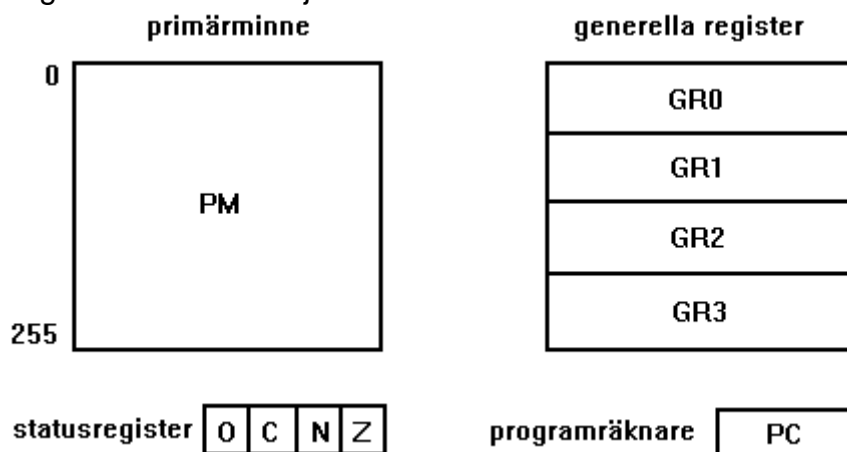 primärminne
generella register
0
PM
255
GR0
GR1
GR2
GR3
statusregister O C N Z
programräknare PC